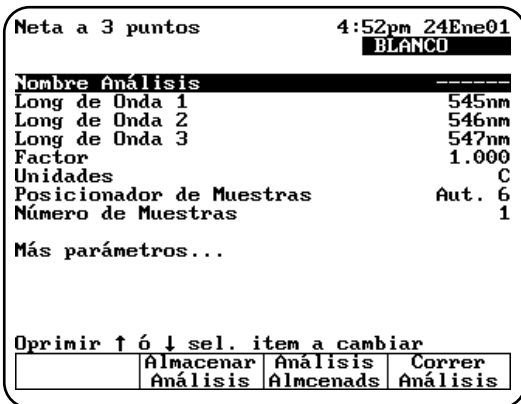 Neta a 3 puntos 4:52pm 24Ene01
BLANCO
Nombre Análisis ------
Long de Onda 1 545nm
Long de Onda 2 546nm
Long de Onda 3 547nm
Factor 1.000
Unidades C
Posicionador de Muestras Aut. 6
Número de Muestras 1
Más parámetros...
Oprimir ↑ ó ↓ sel. item a cambiar
Almacenar Análisis Correr
Análisis Almcenads Análisis